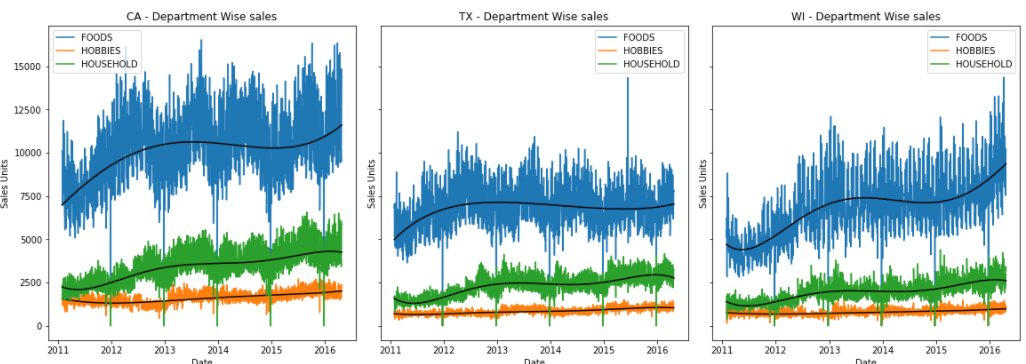 CA - Department Wise sales
FOODS
HOBBIES
HOUSEHOLD
Sales Units
15000
12500
10000
7500
5000
2500
0
2011 2012 2013 2014 2015 2016
Date
TX - Department Wise sales
FOODS
HOBBIES
HOUSEHOLD
Sales Units
2011 2012 2013 2014 2015 2016
Date
WI - Department Wise sales
FOODS
HOBBIES
HOUSEHOLD
Sales Units
2011 2012 2013 2014 2015 2016
Date